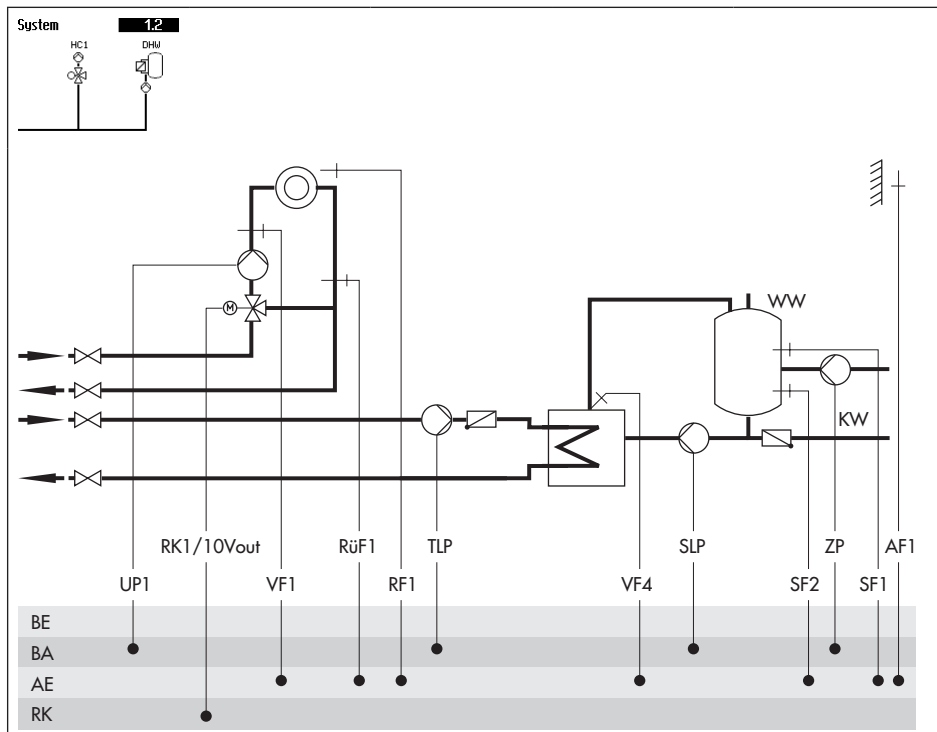 System 1.2
HC1 DHW
M
WW
KW
RK1/10Vout RüF1 TLP SLP ZP AF1
UP1 VF1 RF1 VF4 SF2 SF1
BE
BA
AE
RK